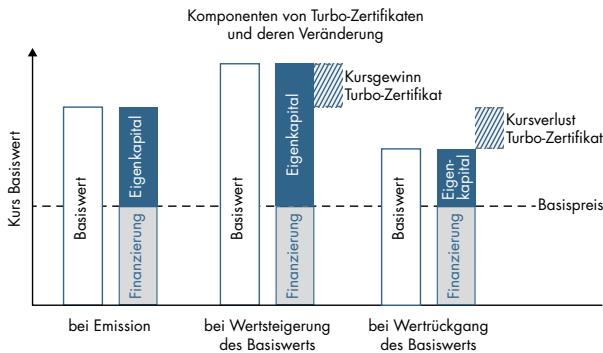 Komponenten von Turbo-Zertifikaten
und deren Veränderung
Kurs Basiswert
Basiswert
Eigenkapital
Finanzierung
Basiswert
Eigenkapital
Finanzierung
Kursgewinn
Turbo-Zertifikat
Basiswert
Eigen-
kapital
Finanzierung
Kursverlust
Turbo-Zertifikat
Basispreis
bei Emission
bei Wertsteigerung
des Basiswerts
bei Wertrückgang
des Basiswerts